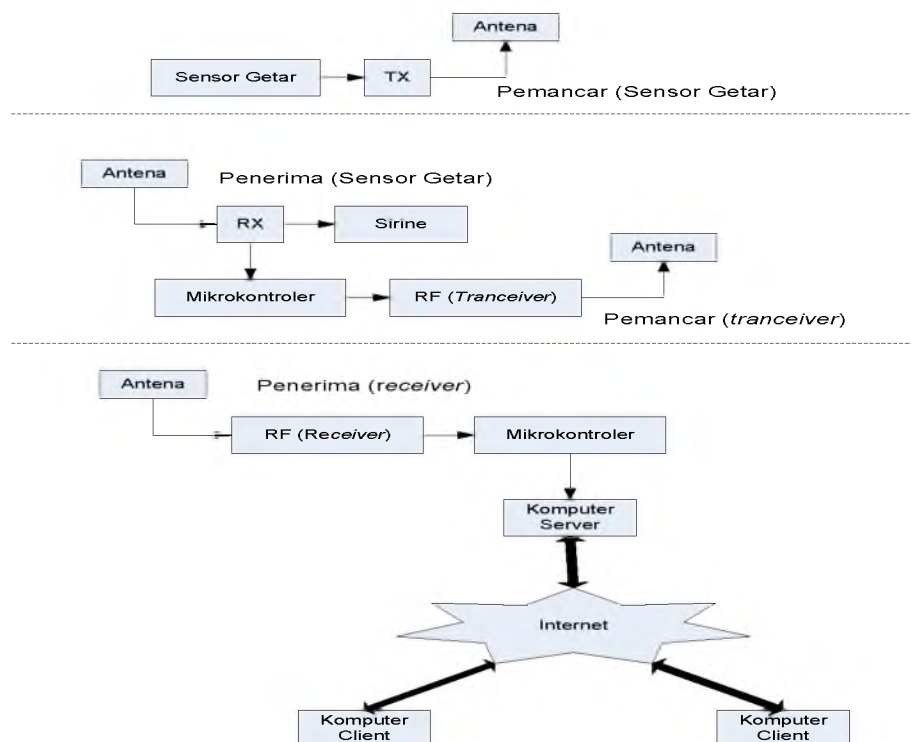 Antena
Sensor Getar
TX
Pemancar (Sensor Getar)
Antena
Penerima (Sensor Getar)
RX
Sirine
Antena
Mikrokontroler
RF (Tranceiver)
Pemancar (tranceiver)
Antena
Penerima (receiver)
RF (Receiver)
Mikrokontroler
Komputer
Server
Internet
Komputer
Client
Komputer
Client